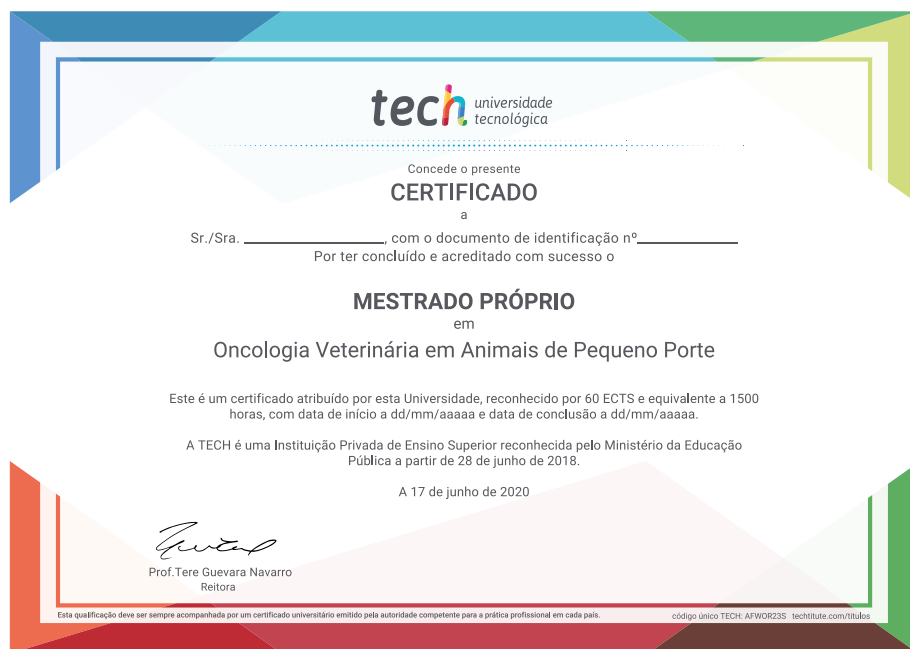 tech universidade
tecnológica
Concede o presente
CERTIFICADO
a
Sr./Sra. ________________, com o documento de identificação nº____________
Por ter concluído e acreditado com sucesso o
MESTRADO PRÓPRIO
em
Oncologia Veterinária em Animais de Pequeno Porte
Este é um certificado atribuído por esta Universidade, reconhecido por 60 ECTS e equivalente a 1500
horas, com data de início a dd/mm/aaaaa e data de conclusão a dd/mm/aaaaa.
A TECH é uma Instituição Privada de Ensino Superior reconhecida pelo Ministério da Educação
Pública a partir de 28 de junho de 2018.
A 17 de junho de 2020
Prof.Tere Guevara Navarro
Reitora
Esta qualificação deve ser sempre acompanhada por um certificado universitário emitido pela autoridade competente para a prática profissional em cada país.
código único TECH: AFWOR23S techtitute.com/títulos